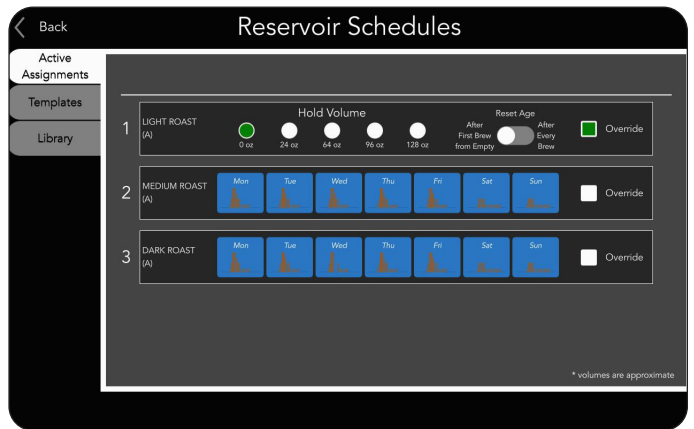 Back
Reservoir Schedules
Active
Assignments
Templates
Library
1
LIGHT ROAST
(A)
Hold Volume
0 oz
24 oz
64 oz
96 oz
128 oz
Reset Age
After
First Brew
from Empty
After
Every
Brew
Override
2
MEDIUM ROAST
(A)
Mon Tue Wed Thu Fri Sat Sun
Override
3
DARK ROAST
(A)
Mon Tue Wed Thu Fri Sat Sun
Override
* volumes are approximate